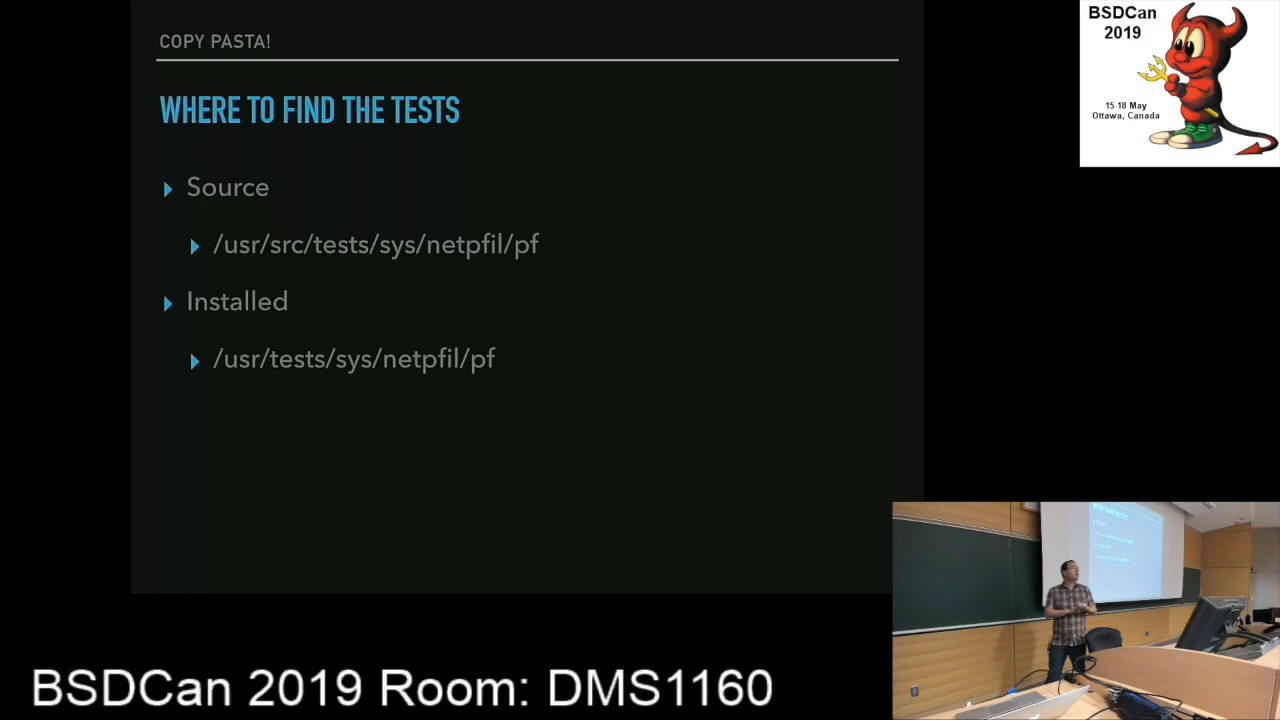 COPY PASTA!
WHERE TO FIND THE TESTS
Source
/usr/src/tests/sys/netpfil/pf
Installed
/usr/tests/sys/netpfil/pf
BSDCan
2019
15-18 May
Ottawa, Canada
BSDCan 2019 Room: DMS1160